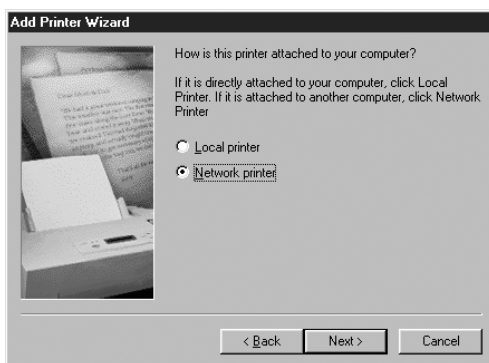 Add Printer Wizard
How is this printer attached to your computer?
If it is directly attached to your computer, click Local
Printer. If it is attached to another computer, click Network
Printer
Local printer
Network printer
< Back
Next >
Cancel